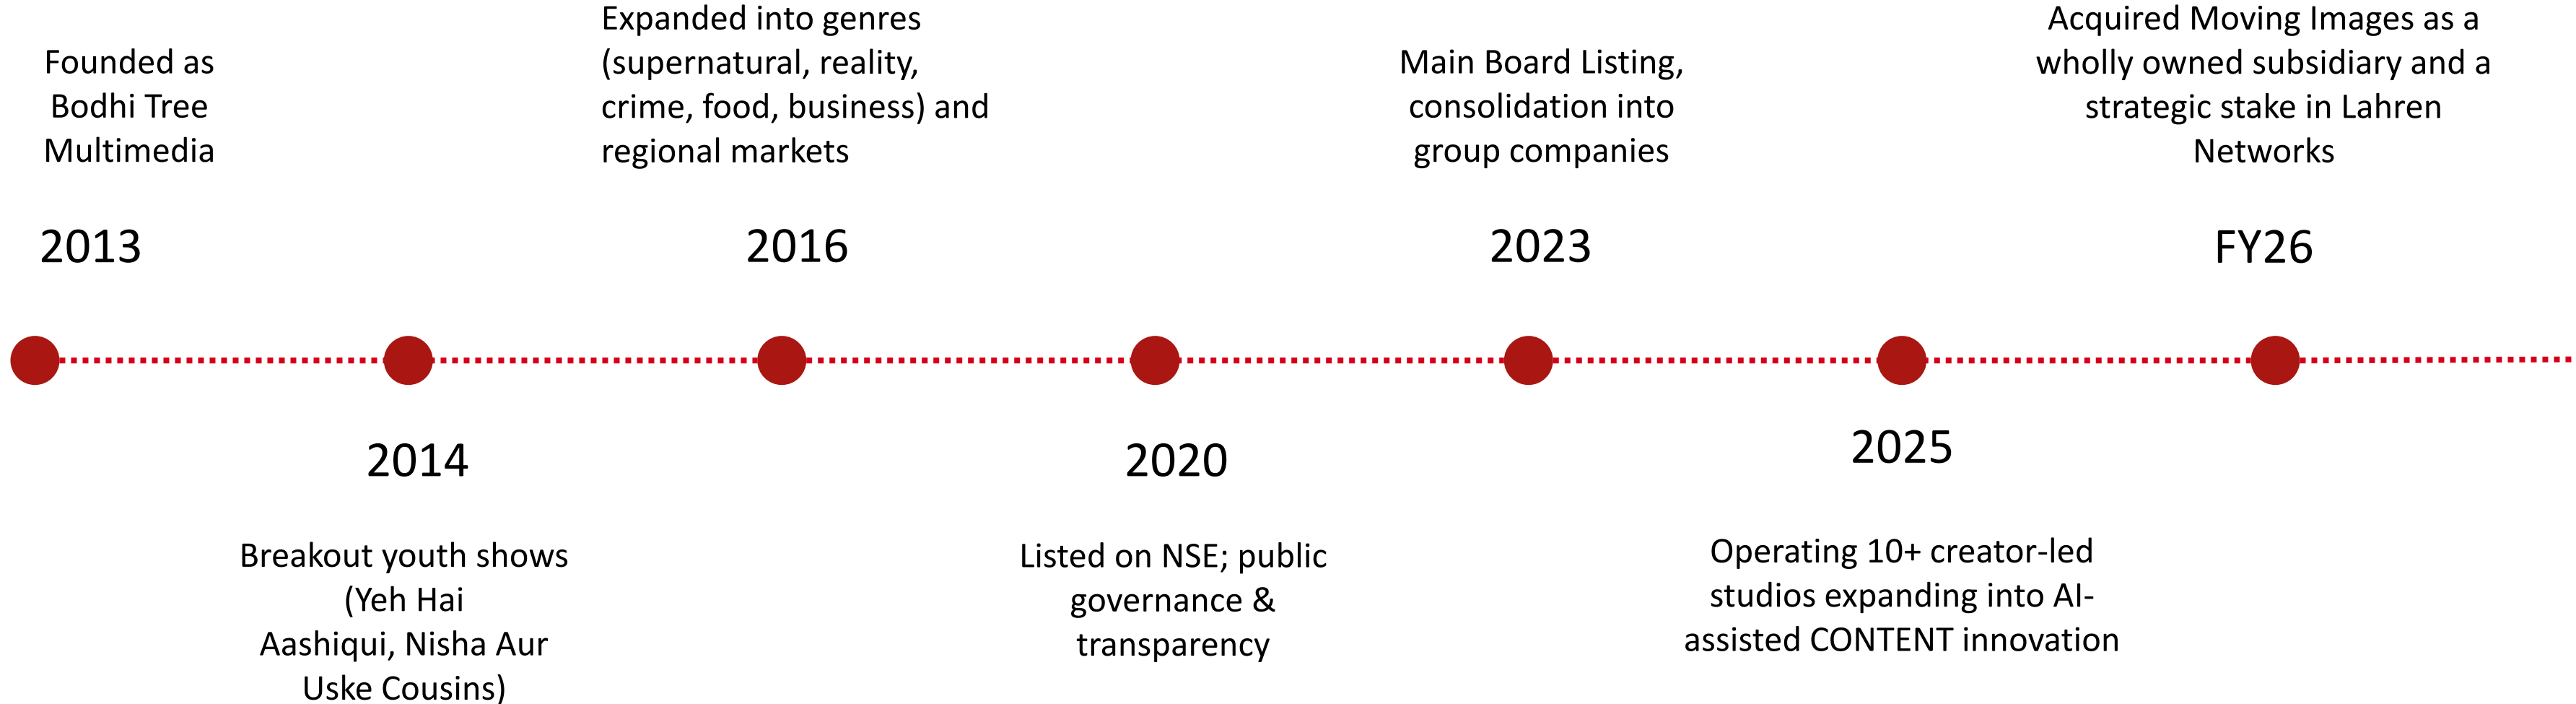 Founded as
Bodhi Tree
Multimedia
2013
Breakout youth shows
(Yeh Hai
Aashiqui, Nisha Aur
Uske Cousins)
2014
Expanded into genres
(supernatural, reality,
crime, food, business) and
regional markets
2016
2020
Listed on NSE; public
governance &
transparency
Main Board Listing,
consolidation into
group companies
2023
2025
Operating 10+ creator-led
studios expanding into AI-
assisted CONTENT innovation
Acquired Moving Images as a
wholly owned subsidiary and a
strategic stake in Lahren
Networks
FY26